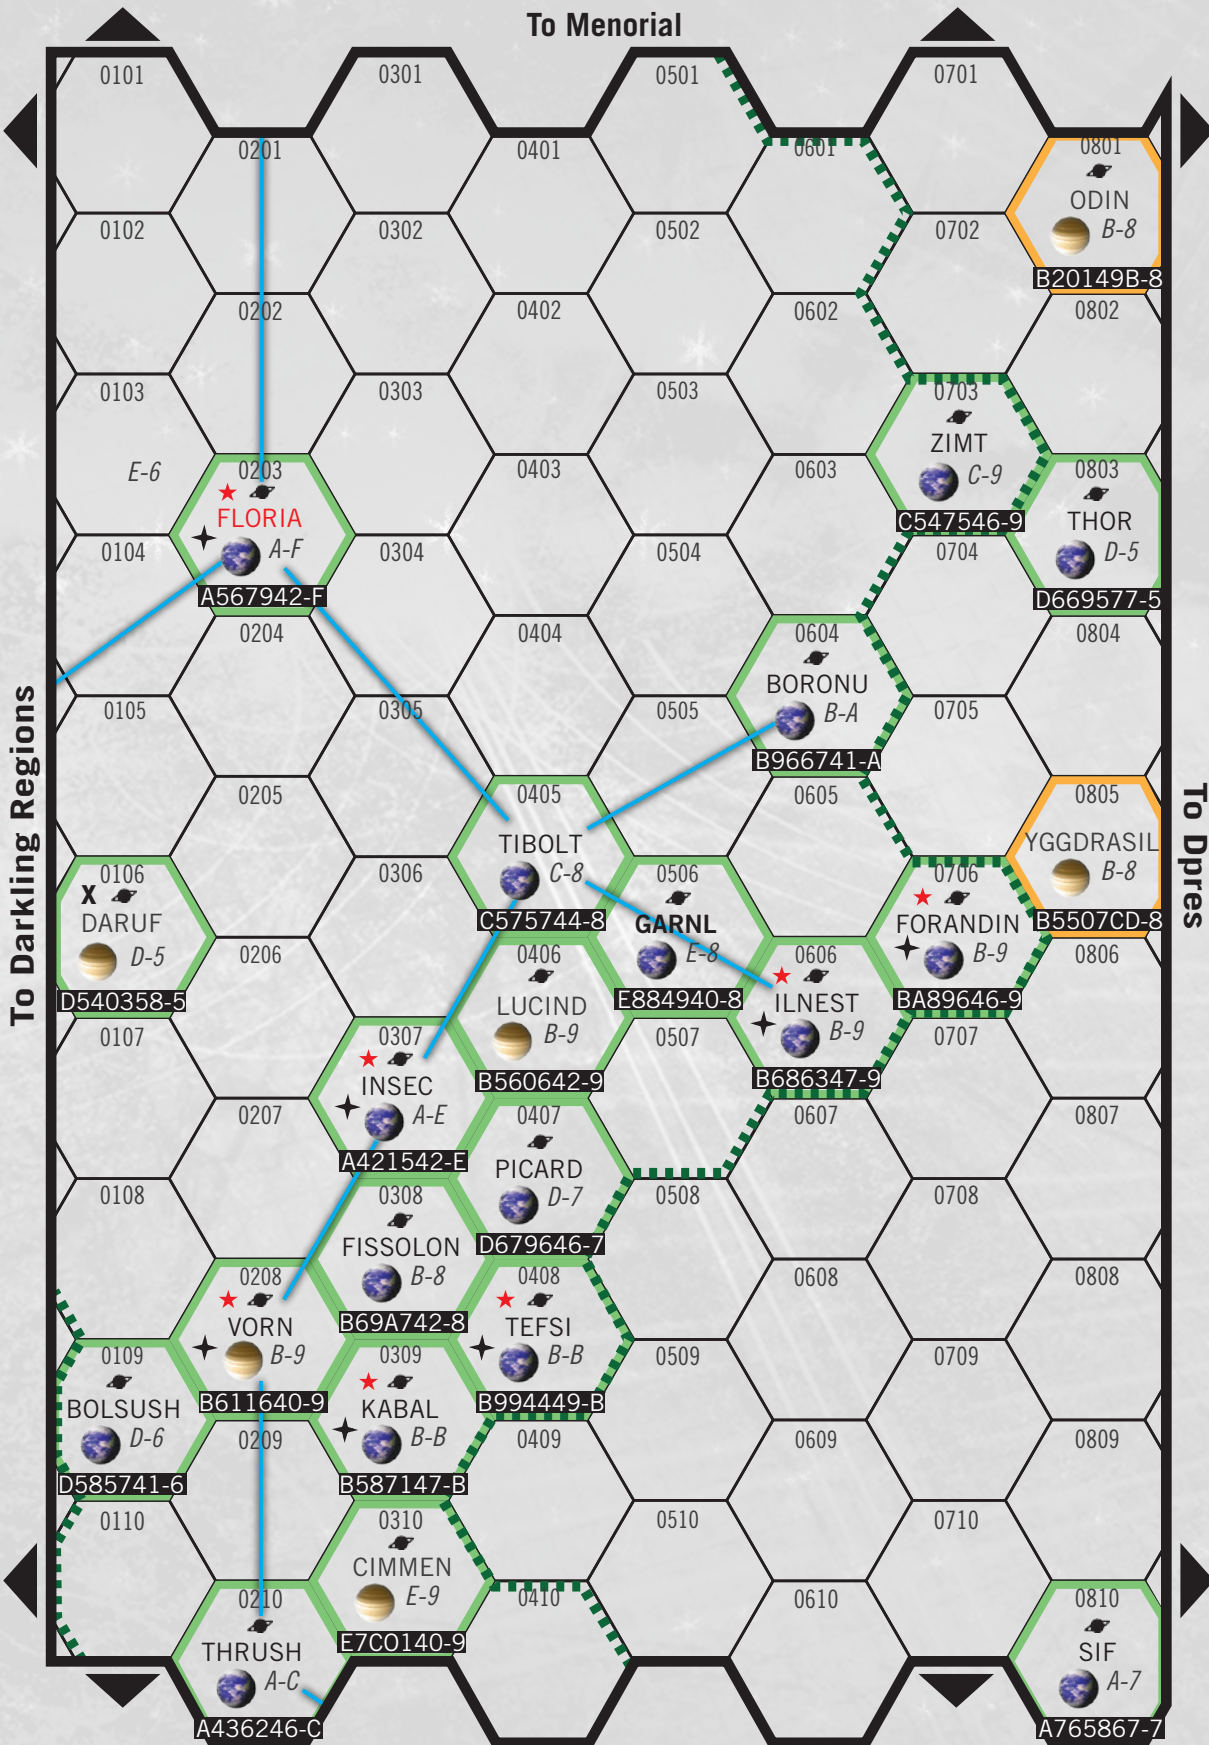 To Menorial
To Darkling Regions
To Dpres
0101
0301
0501
0701
0201
0401
0601
0801
ODIN
B-8
B20149B-8
0102
0302
0502
0702
0202
0402
0602
0802
0103
0303
0503
0703
ZIMT
C-9
C547546-9
E-6
0203
FLORIA
A-F
A567942-F
0403
0603
0803
THOR
D-5
D669577-5
0104
0304
0504
0704
0204
0404
0604
BORONU
B-A
B966741-A
0804
0105
0305
0505
0705
0205
0405
TIBOLT
C-8
C575744-8
0605
0805
YGGDRASIL
B-8
B5507CD-8
0106
X
DARUF
D-5
D540358-5
0306
0506
GARNL
E-8
E884940-8
0706
FORANDIN
B-9
BA89646-9
0206
0406
LUCIND
B-9
B560642-9
0606
ILNEST
B-9
B686347-9
0806
0107
0307
INSEC
A-E
A421542-E
0507
0707
0207
0407
PICARD
D-7
D679646-7
0607
0807
0108
0308
FISSOLON
B-8
B69A742-8
0508
0708
0208
VORN
B-9
B611640-9
0408
TEFSI
B-B
B994449-B
0608
0808
0109
BOLSUSH
D-6
D585741-6
0309
KABAL
B-B
B587147-B
0509
0709
0209
0409
0609
0809
0110
0310
CIMMEN
E-9
E7C0140-9
0510
0710
0210
THRUSH
A-C
A436246-C
0410
0610
0810
SIF
A-7
A765867-7